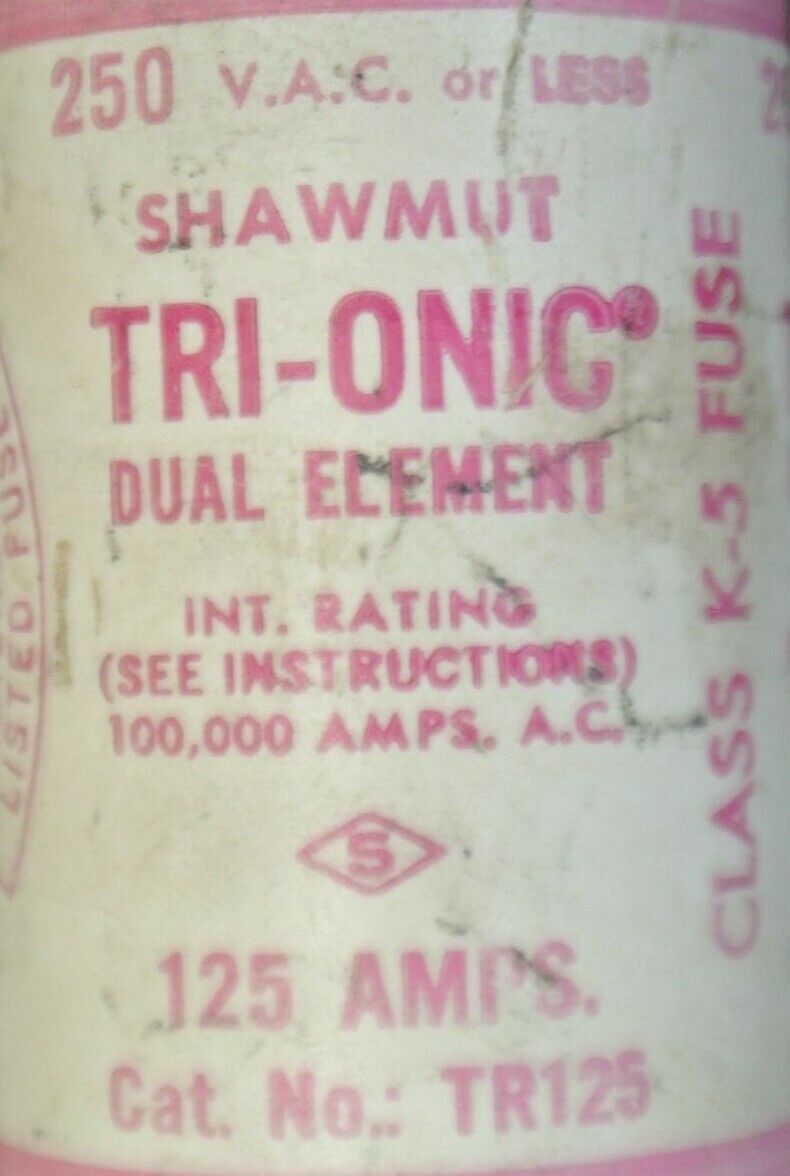 250 V.A.C. or LESS
SHAWMUT
TRI-ONIC®
DUAL ELEMENT
INT. RATING
(SEE INSTRUCTIONS)
100,000 AMPS. A.C.
S
125 AMPS.
Cat. No.: TR125
CLASS K-5 FUSE
LISTED FUSE